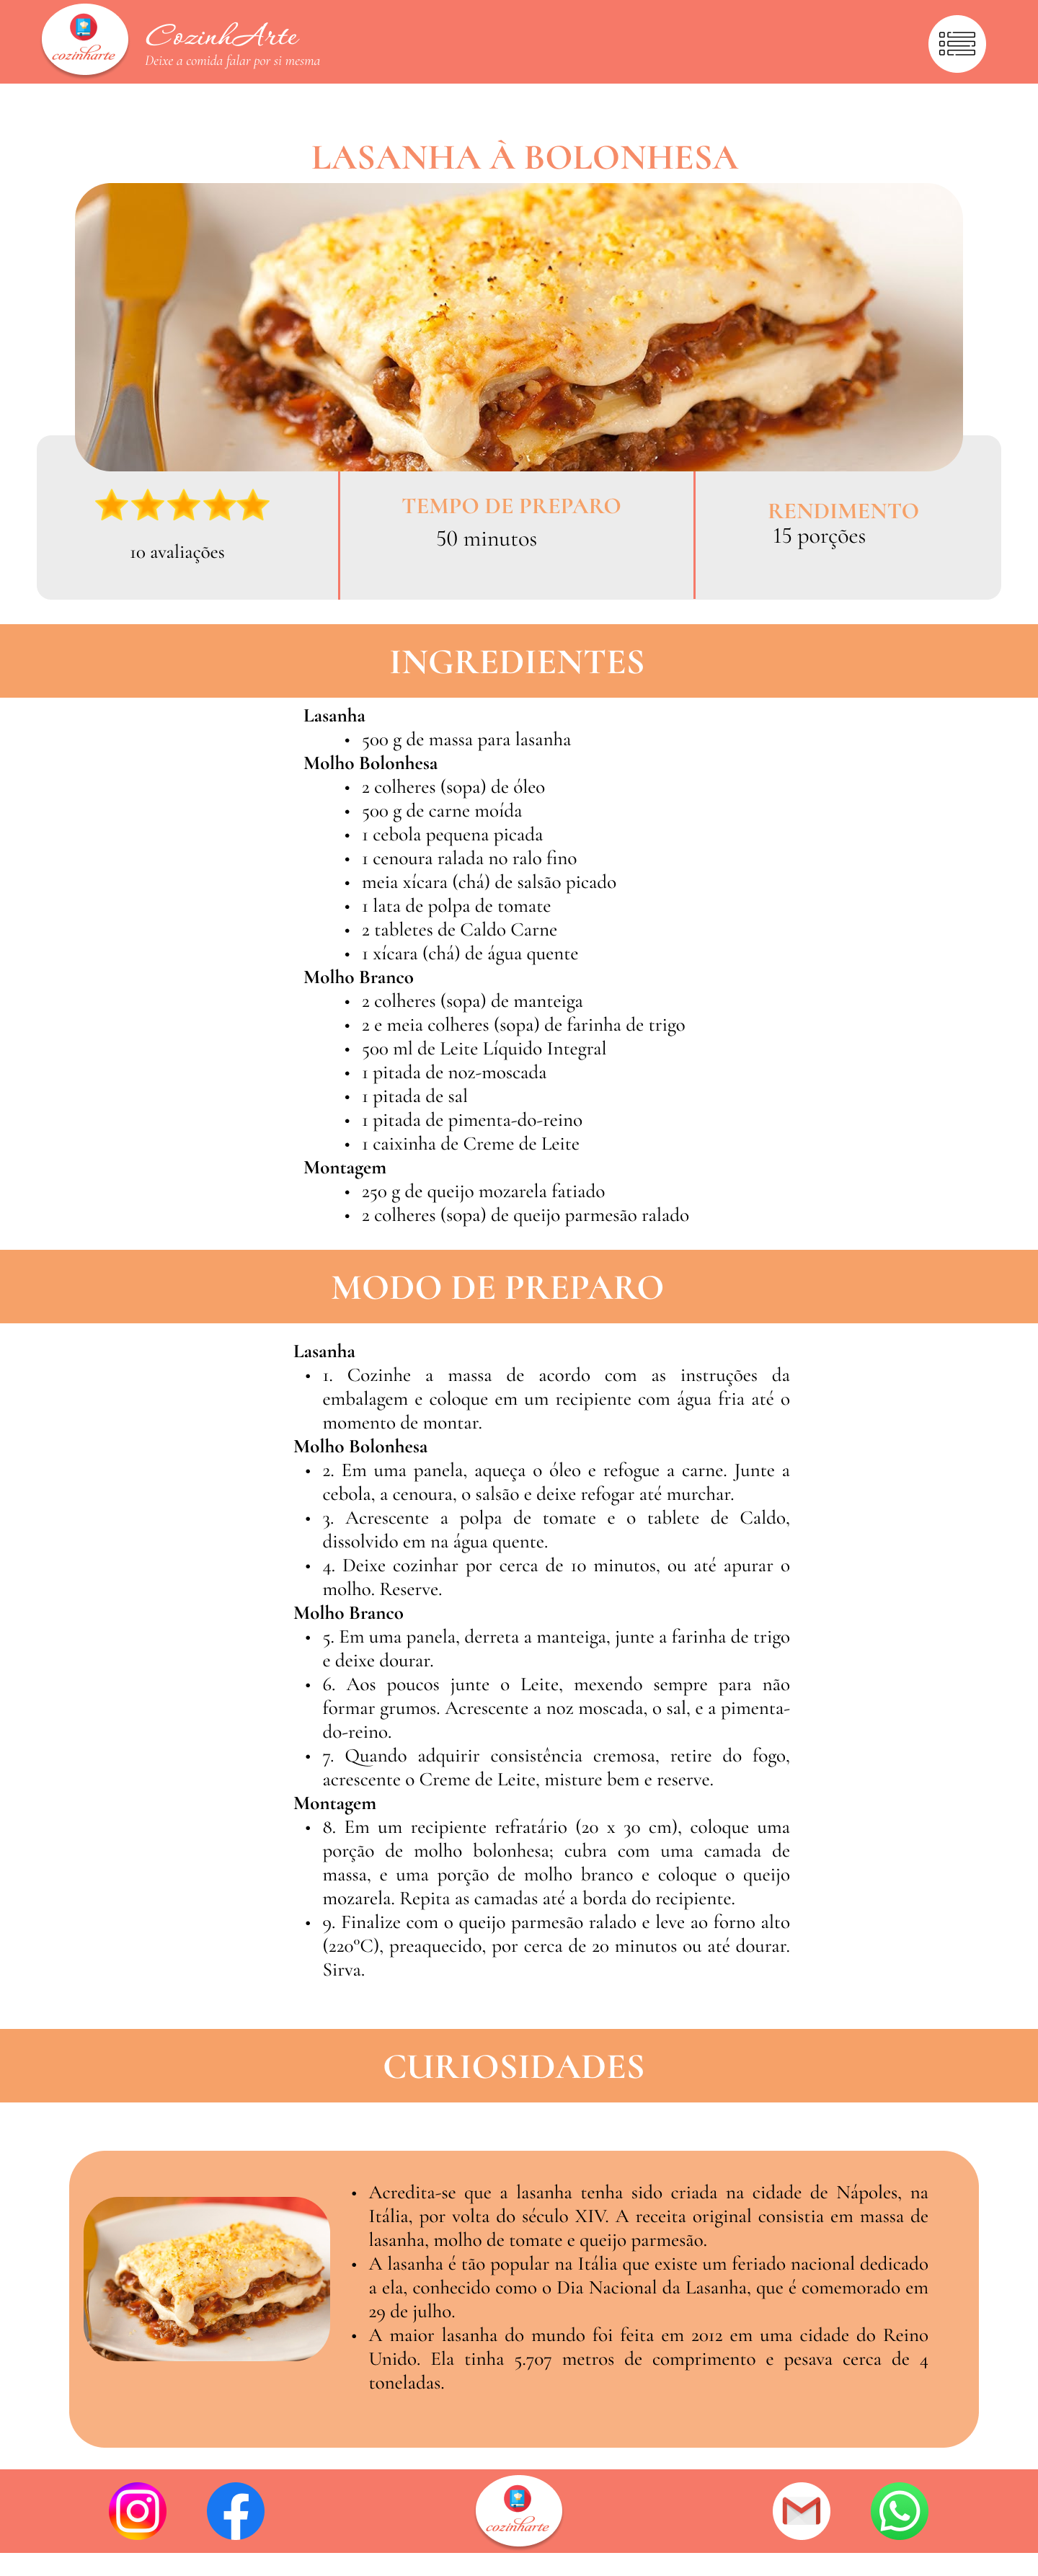 cozinharte
CozinhArte
Deixe a comida falar por si mesma
LASANHA À BOLONHESA
10 avaliações
TEMPO DE PREPARO
50 minutos
RENDIMENTO
15 porções
INGREDIENTES
Lasanha
• 500 g de massa para lasanha
Molho Bolonhesa
• 2 colheres (sopa) de óleo
• 500 g de carne moída
• 1 cebola pequena picada
• 1 cenoura ralada no ralo fino
• meia xícara (chá) de salsão picado
• 1 lata de polpa de tomate
• 2 tabletes de Caldo Carne
• 1 xícara (chá) de água quente
Molho Branco
• 2 colheres (sopa) de manteiga
• 2 e meia colheres (sopa) de farinha de trigo
• 500 ml de Leite Líquido Integral
• 1 pitada de noz-moscada
• 1 pitada de sal
• 1 pitada de pimenta-do-reino
• 1 caixinha de Creme de Leite
Montagem
• 250 g de queijo mozarela fatiado
• 2 colheres (sopa) de queijo parmesão ralado
MODO DE PREPARO
Lasanha
• 1. Cozinhe a massa de acordo com as instruções da
embalagem e coloque em um recipiente com água fria até o
momento de montar.
Molho Bolonhesa
• 2. Em uma panela, aqueça o óleo e refogue a carne. Junte a
cebola, a cenoura, o salsão e deixe refogar até murchar.
• 3. Acrescente a polpa de tomate e o tablete de Caldo,
dissolvido em na água quente.
• 4. Deixe cozinhar por cerca de 10 minutos, ou até apurar o
molho. Reserve.
Molho Branco
• 5. Em uma panela, derreta a manteiga, junte a farinha de trigo
e deixe dourar.
• 6. Aos poucos junte o Leite, mexendo sempre para não
formar grumos. Acrescente a noz moscada, o sal, e a pimenta-
do-reino.
• 7. Quando adquirir consistência cremosa, retire do fogo,
acrescente o Creme de Leite, misture bem e reserve.
Montagem
• 8. Em um recipiente refratário (20 x 30 cm), coloque uma
porção de molho bolonhesa; cubra com uma camada de
massa, e uma porção de molho branco e coloque o queijo
mozarela. Repita as camadas até a borda do recipiente.
• 9. Finalize com o queijo parmesão ralado e leve ao forno alto
(220°C), preaquecido, por cerca de 20 minutos ou até dourar.
Sirva.
CURIOSIDADES
• Acredita-se que a lasanha tenha sido criada na cidade de Nápoles, na
Itália, por volta do século XIV. A receita original consistia em massa de
lasanha, molho de tomate e queijo parmesão.
• A lasanha é tão popular na Itália que existe um feriado nacional dedicado
a ela, conhecido como o Dia Nacional da Lasanha, que é comemorado em
29 de julho.
• A maior lasanha do mundo foi feita em 2012 em uma cidade do Reino
Unido. Ela tinha 5.707 metros de comprimento e pesava cerca de 4
toneladas.
cozinharte